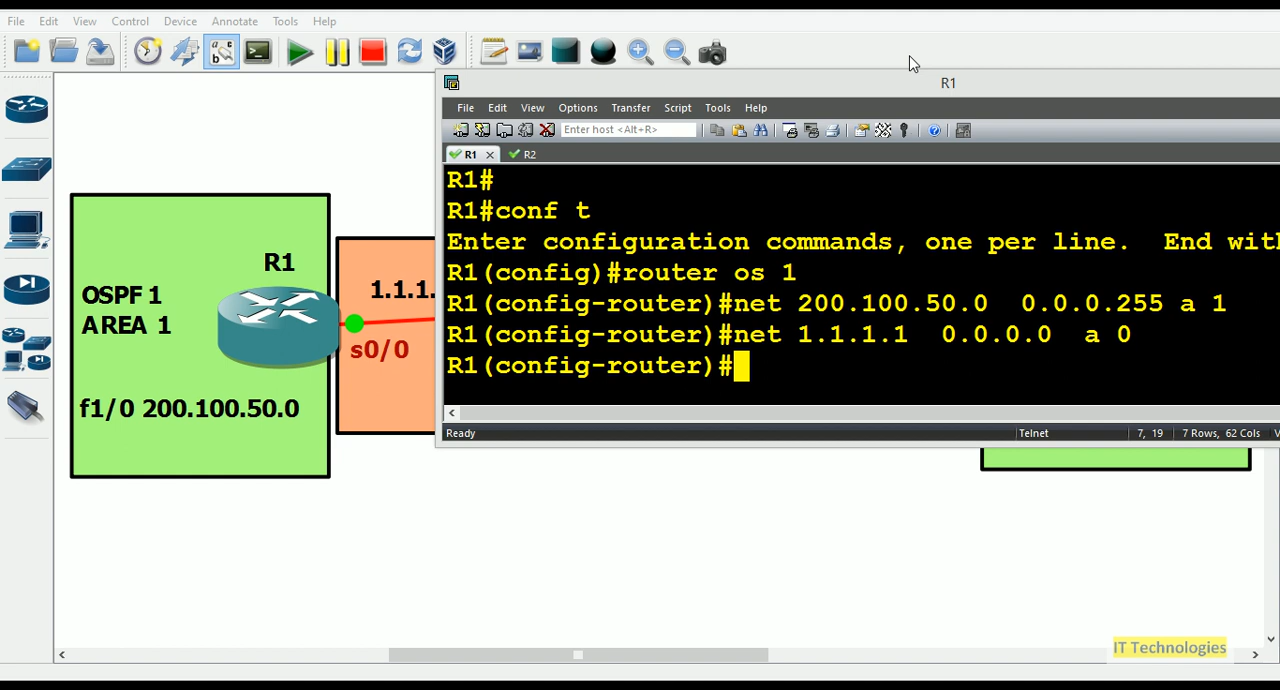 File Edit View Control Device Annotate Tools Help
R1
File Edit View Options Transfer Script Tools Help
Enter host <Alt+R>
R1 R2
R1#
R1#conf t
Enter configuration commands, one per line. End with
R1(config)#router os 1
R1(config-router)#net 200.100.50.0 0.0.0.255 a 1
R1(config-router)#net 1.1.1.1 0.0.0.0 a 0
R1(config-router)#
Ready Telnet 7, 19 7 Rows, 62 Cols
R1
OSPF 1
AREA 1
f1/0 200.100.50.0
1.1.1.
s0/0
IT Technologies